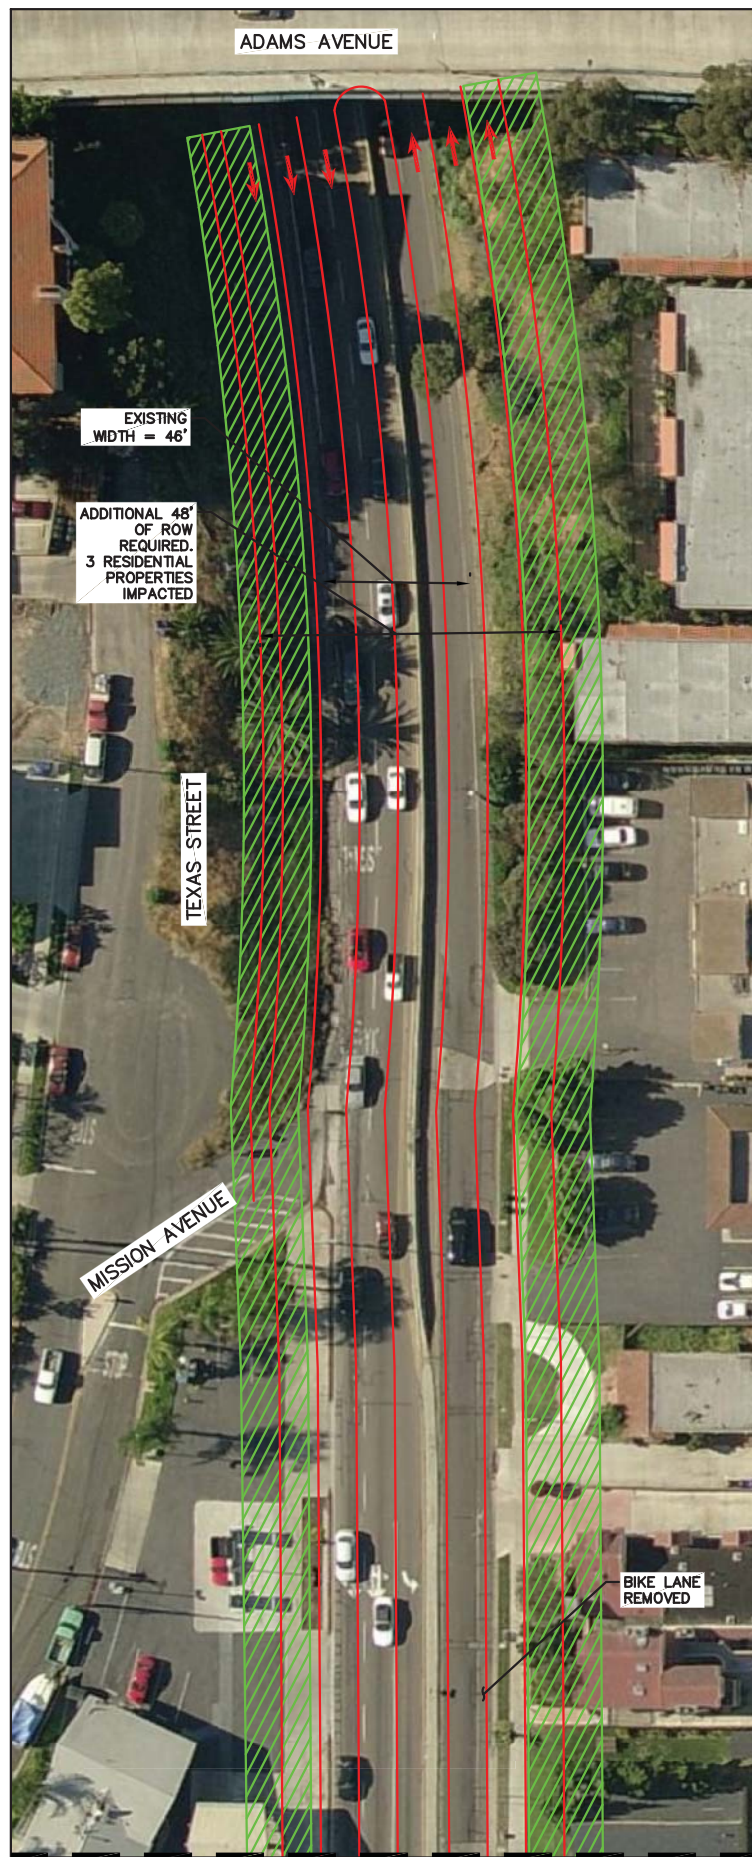 ADAMS AVENUE
EXISTING
WIDTH = 46'
ADDITIONAL 48'
OF ROW
REQUIRED.
3 RESIDENTIAL
PROPERTIES
IMPACTED
TEXAS STREET
MISSION AVENUE
BIKE LANE
REMOVED